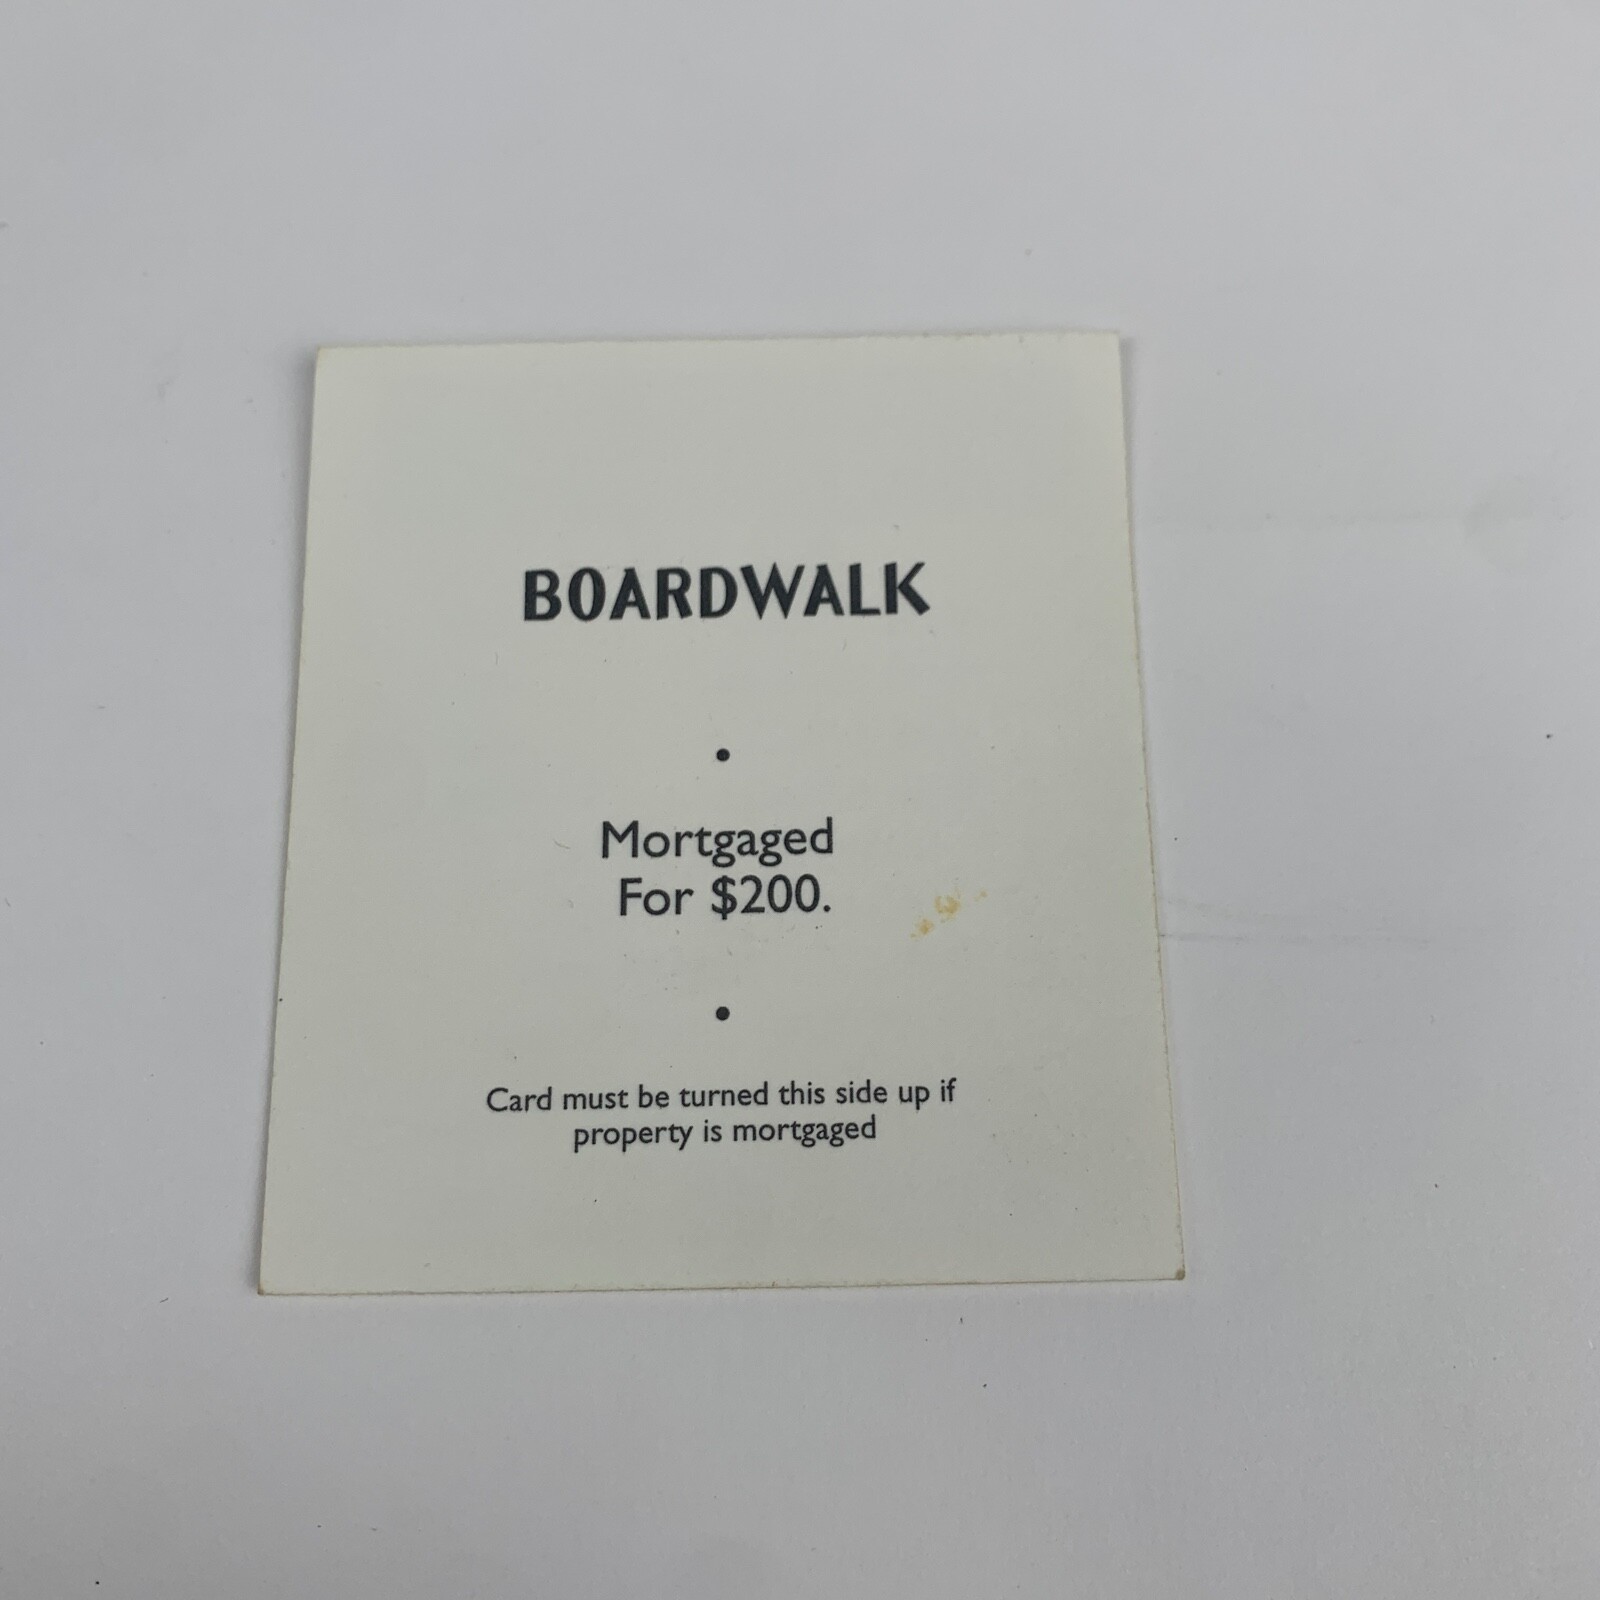 BOARDWALK
•
Mortgaged
For $200.
•
Card must be turned this side up if
property is mortgaged